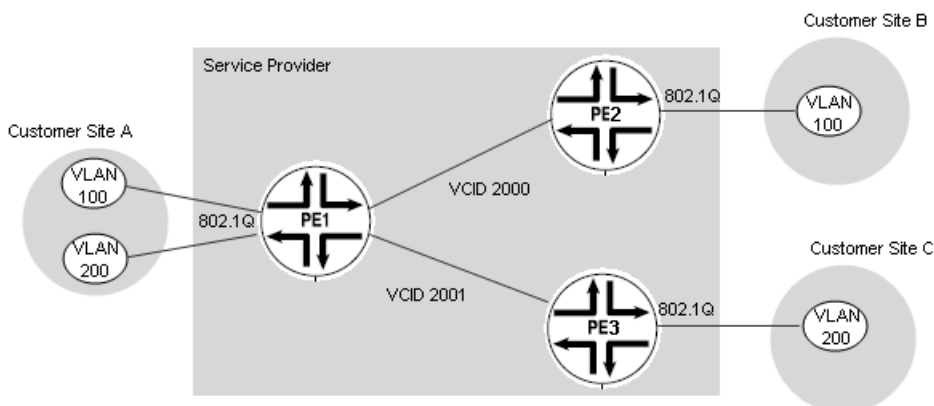 Customer Site B
Service Provider
802.1Q
VLAN
100
PE2
Customer Site A
VLAN
100
VCID 2000
802.1Q
PE1
VLAN
200
Customer Site C
VCID 2001
802.1Q
VLAN
200
PE3